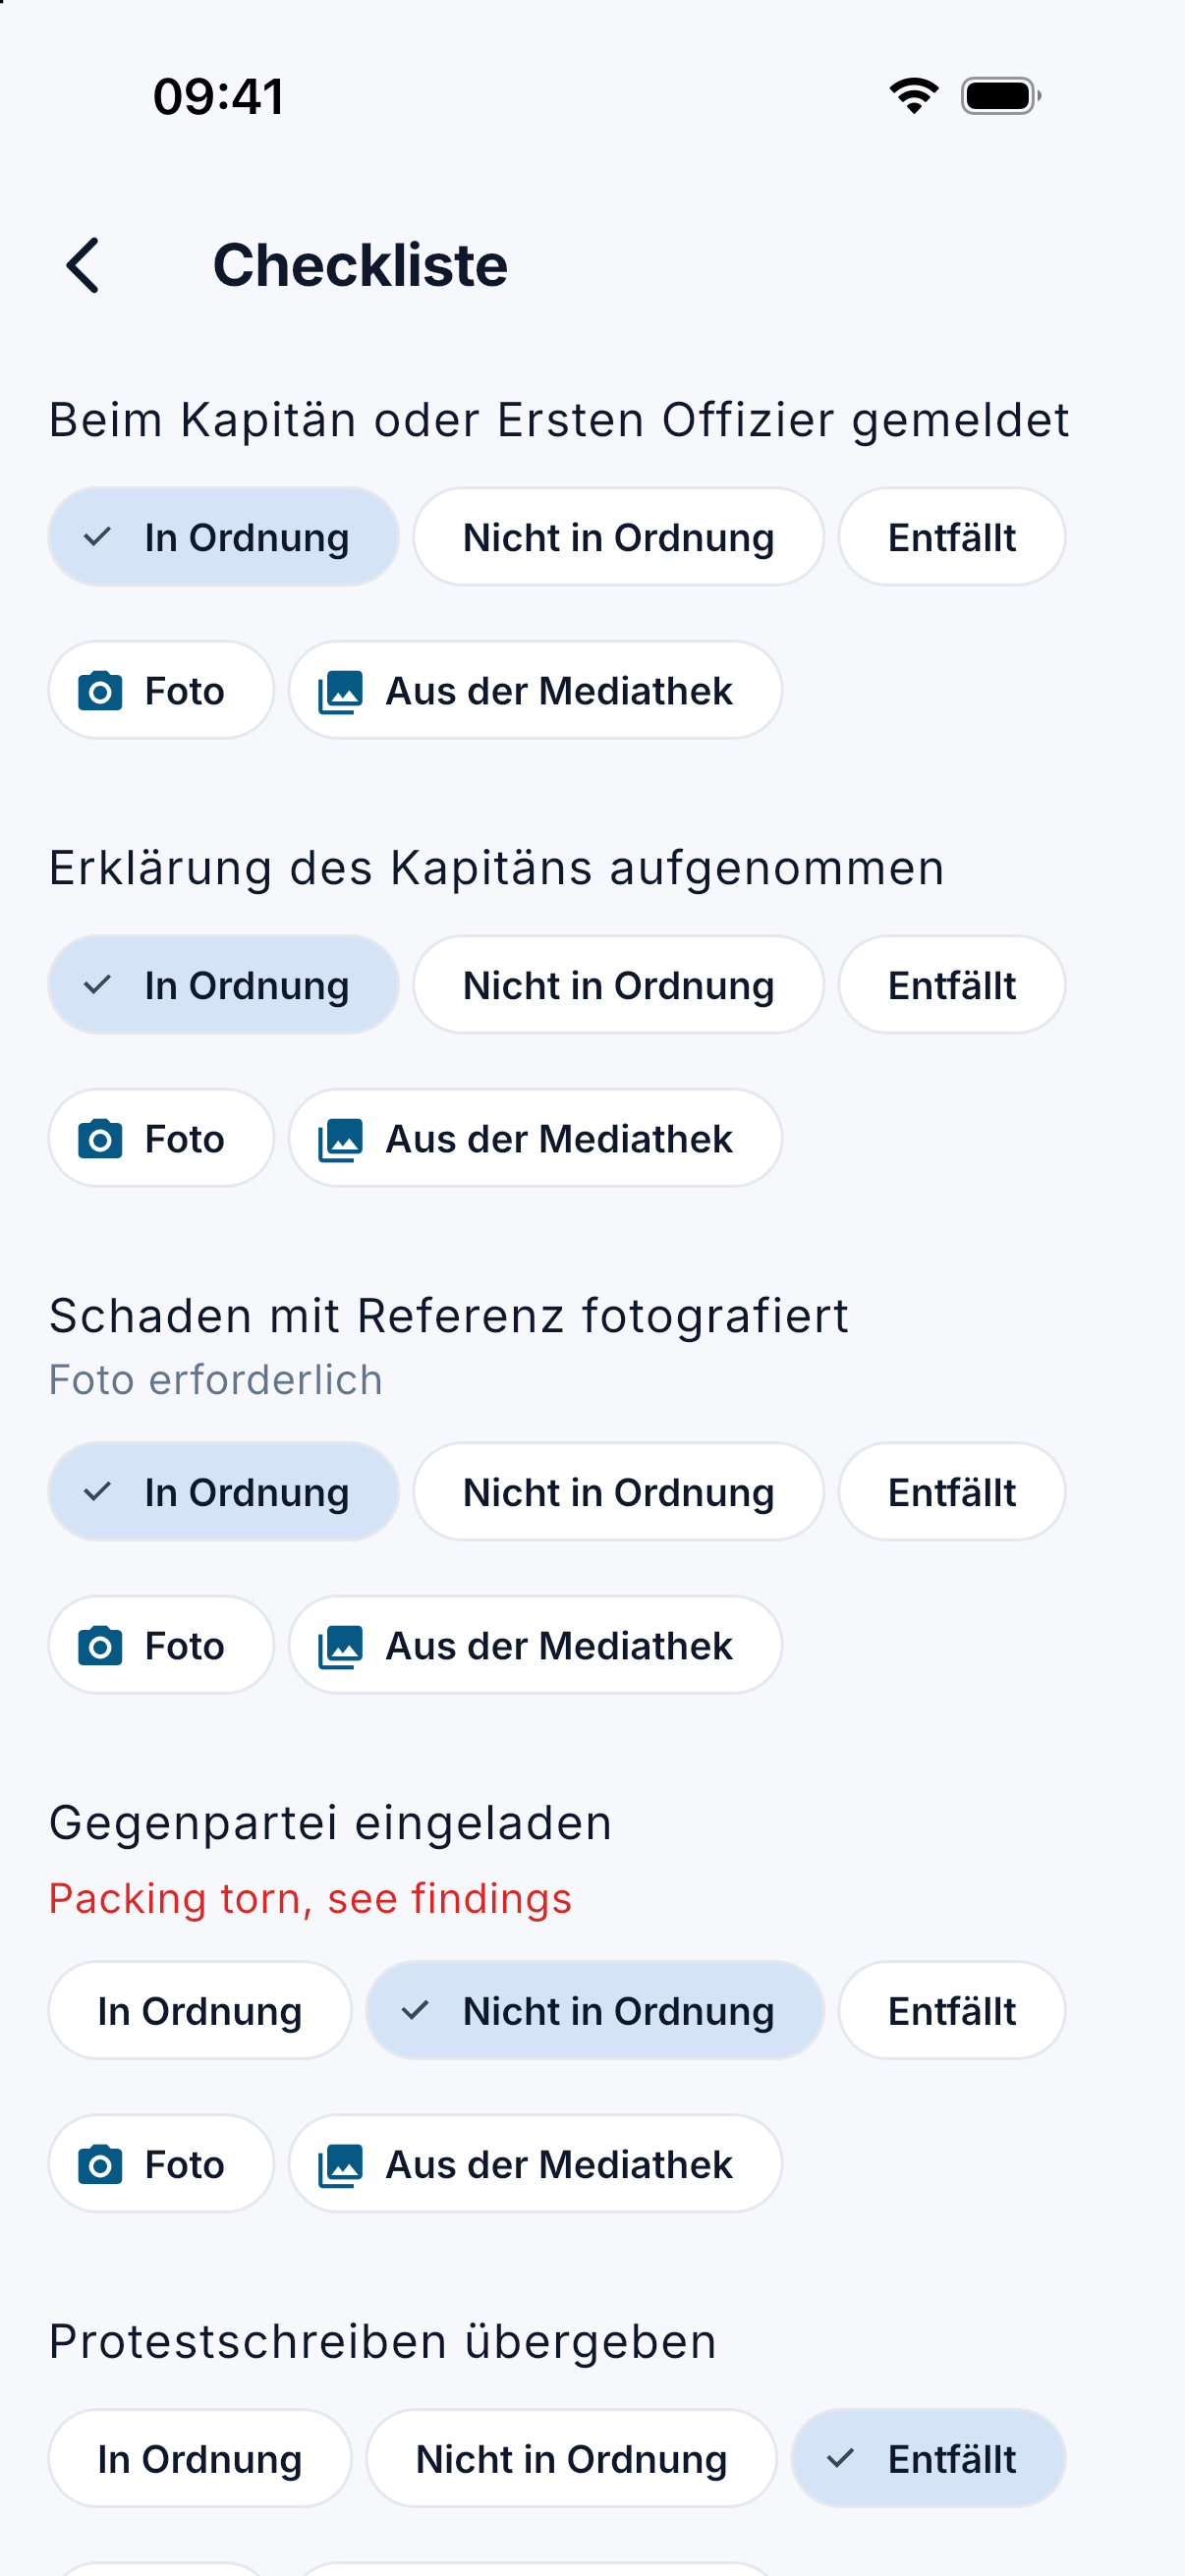 09:41
Checkliste
Beim Kapitän oder Ersten Offizier gemeldet
In Ordnung Nicht in Ordnung Entfällt
Foto Aus der Mediathek
Erklärung des Kapitäns aufgenommen
In Ordnung Nicht in Ordnung Entfällt
Foto Aus der Mediathek
Schaden mit Referenz fotografiert
Foto erforderlich
In Ordnung Nicht in Ordnung Entfällt
Foto Aus der Mediathek
Gegenpartei eingeladen
Packing torn, see findings
In Ordnung Nicht in Ordnung Entfällt
Foto Aus der Mediathek
Protestschreiben übergeben
In Ordnung Nicht in Ordnung Entfällt